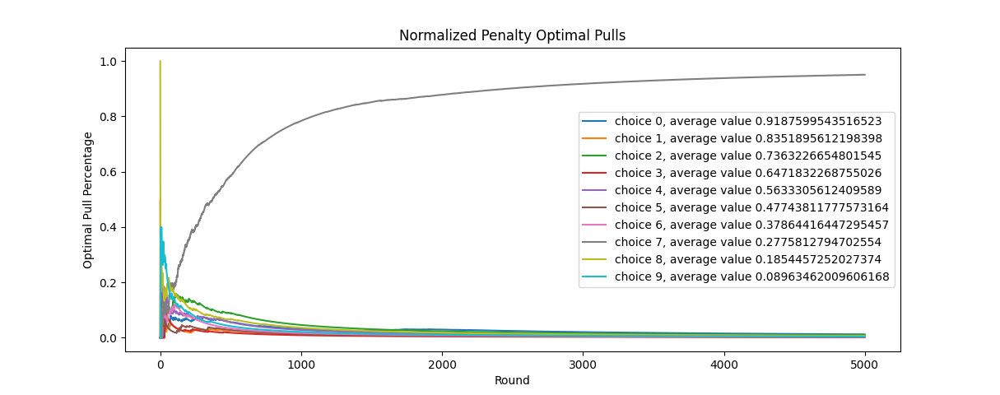 Normalized Penalty Optimal Pulls
Optimal Pull Percentage
1.0
0.8
0.6
0.4
0.2
0.0
choice 0, average value 0.9187599543516523
choice 1, average value 0.8351895612198398
choice 2, average value 0.7363226654801545
choice 3, average value 0.6471832268755026
choice 4, average value 0.5633305612409589
choice 5, average value 0.47743811777573164
choice 6, average value 0.37864416447295457
choice 7, average value 0.2775812794702554
choice 8, average value 0.1854457252027374
choice 9, average value 0.08963462009606168
0
1000
2000
3000
4000
5000
Round